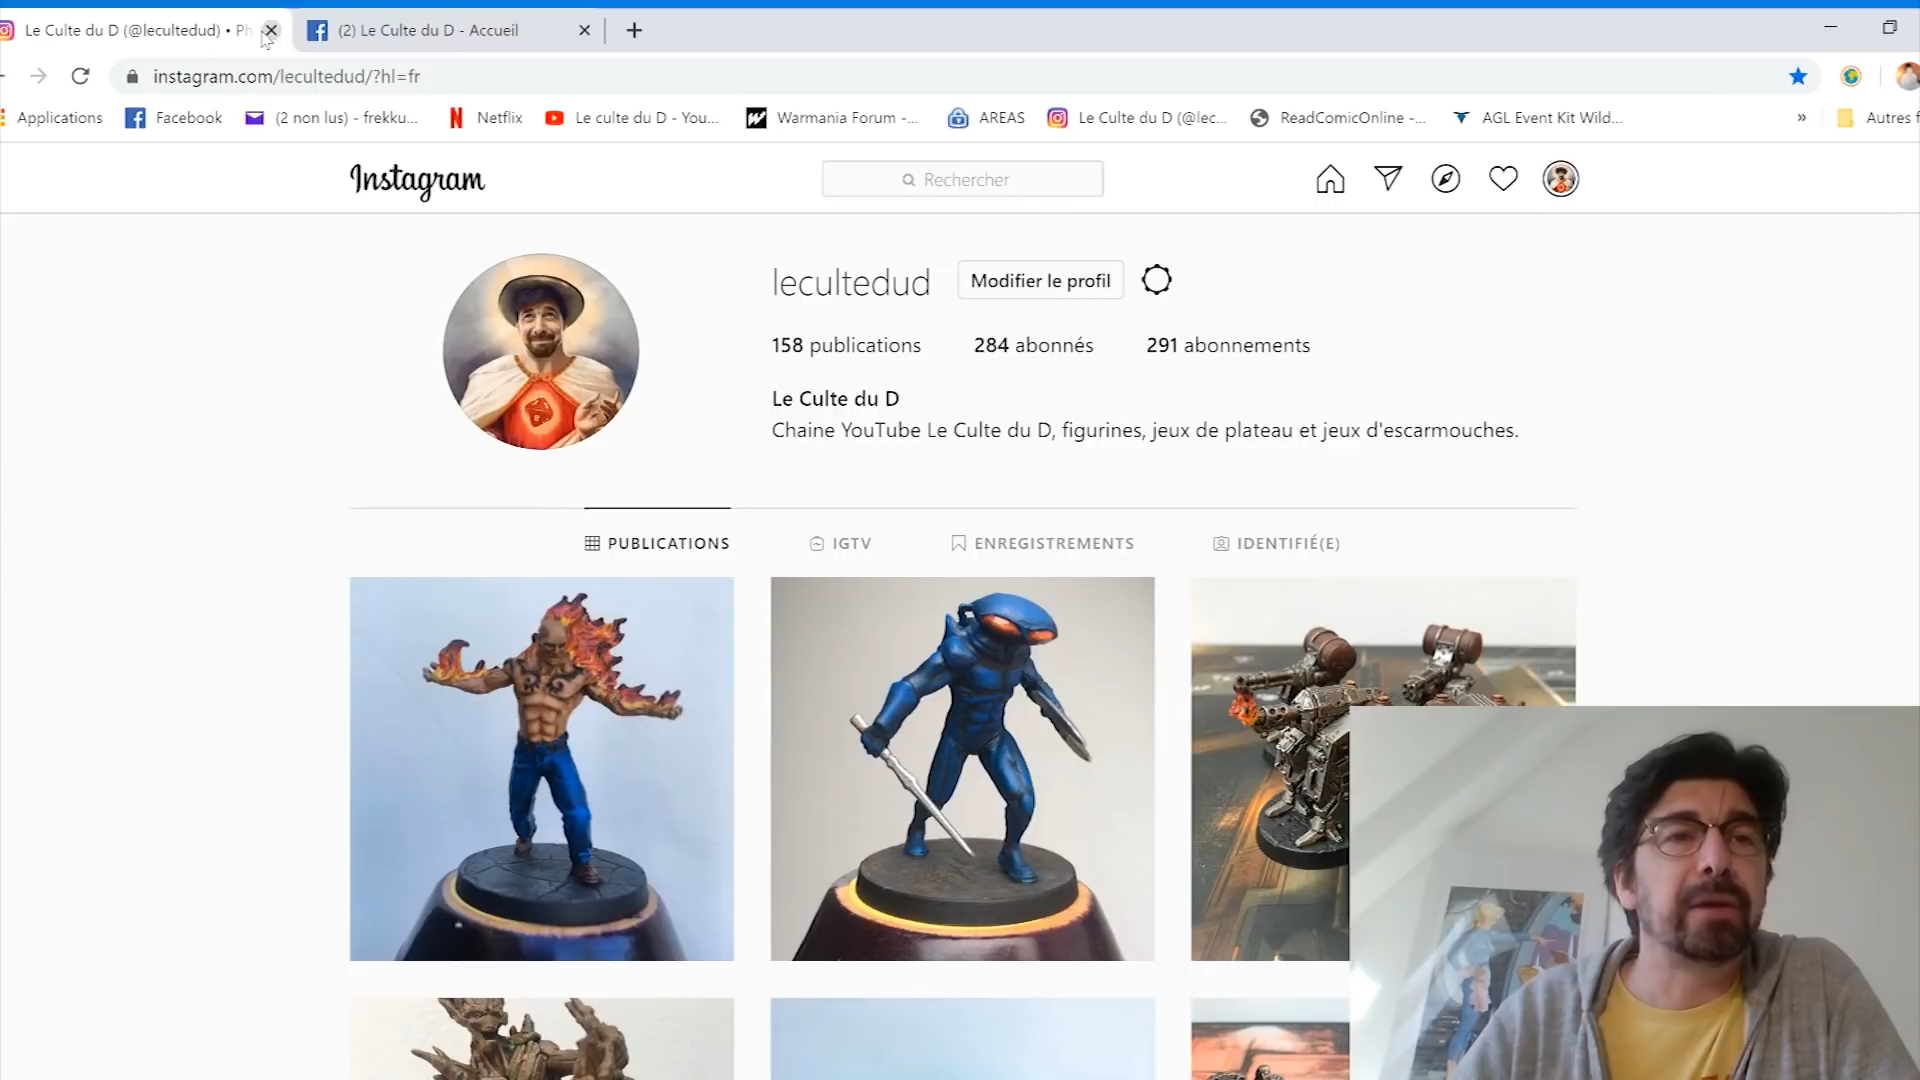 Le Culte du D (@lecultedud) • Ph
(2) Le Culte du D - Accueil
instagram.com/lecultedud/?hl=fr
Applications
Facebook
(2 non lus) - frekku...
Netflix
Le culte du D - You...
Warmania Forum -...
AREAS
Le Culte du D (@lec...
ReadComicOnline -...
AGL Event Kit Wild...
»
Autres f
Instagram
Rechercher
lecultedud
Modifier le profil
158 publications 284 abonnés 291 abonnements
Le Culte du D
Chaine YouTube Le Culte du D, figurines, jeux de plateau et jeux d'escarmouches.
PUBLICATIONS
IGTV
ENREGISTREMENTS
IDENTIFIÉ(E)